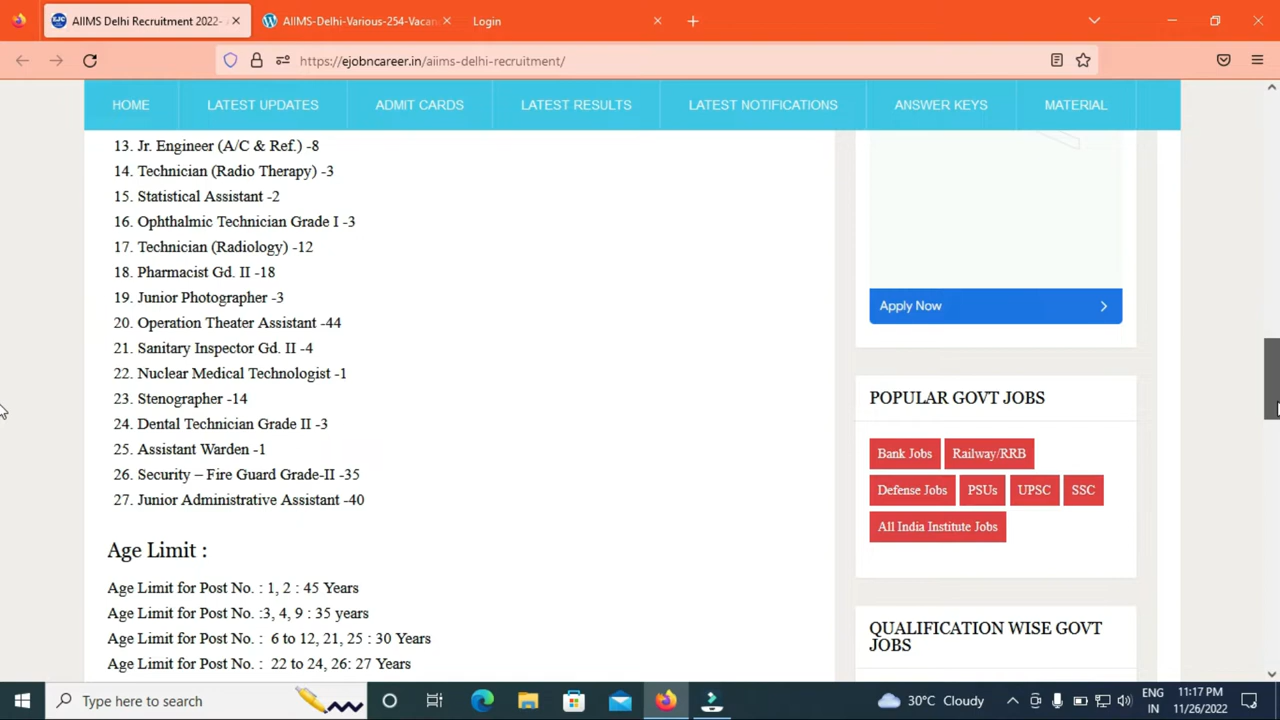 AIIMS Delhi Recruitment 2022-
AIIMS-Delhi-Various-254-Vacan
Login
https://ejobncareer.in/aiims-delhi-recruitment/
HOME
LATEST UPDATES
ADMIT CARDS
LATEST RESULTS
LATEST NOTIFICATIONS
ANSWER KEYS
MATERIAL
13. Jr. Engineer (A/C & Ref.) -8
14. Technician (Radio Therapy) -3
15. Statistical Assistant -2
16. Ophthalmic Technician Grade I -3
17. Technician (Radiology) -12
18. Pharmacist Gd. II -18
19. Junior Photographer -3
20. Operation Theater Assistant -44
21. Sanitary Inspector Gd. II -4
22. Nuclear Medical Technologist -1
23. Stenographer -14
24. Dental Technician Grade II -3
25. Assistant Warden -1
26. Security – Fire Guard Grade-II -35
27. Junior Administrative Assistant -40
Age Limit :
Age Limit for Post No. : 1, 2 : 45 Years
Age Limit for Post No. :3, 4, 9 : 35 years
Age Limit for Post No. :  6 to 12, 21, 25 : 30 Years
Age Limit for Post No. :  22 to 24, 26: 27 Years
Apply Now
POPULAR GOVT JOBS
Bank Jobs
Railway/RRB
Defense Jobs
PSUs
UPSC
SSC
All India Institute Jobs
QUALIFICATION WISE GOVT
JOBS
Type here to search
30°C Cloudy
ENG
IN
11:17 PM
11/26/2022